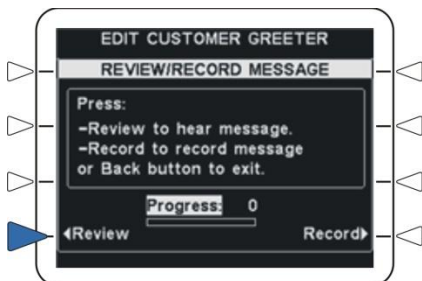 EDIT CUSTOMER GREETER
REVIEW/RECORD MESSAGE
Press:
-Review to hear message.
-Record to record message
or Back button to exit.
Progress: 0
Review Record